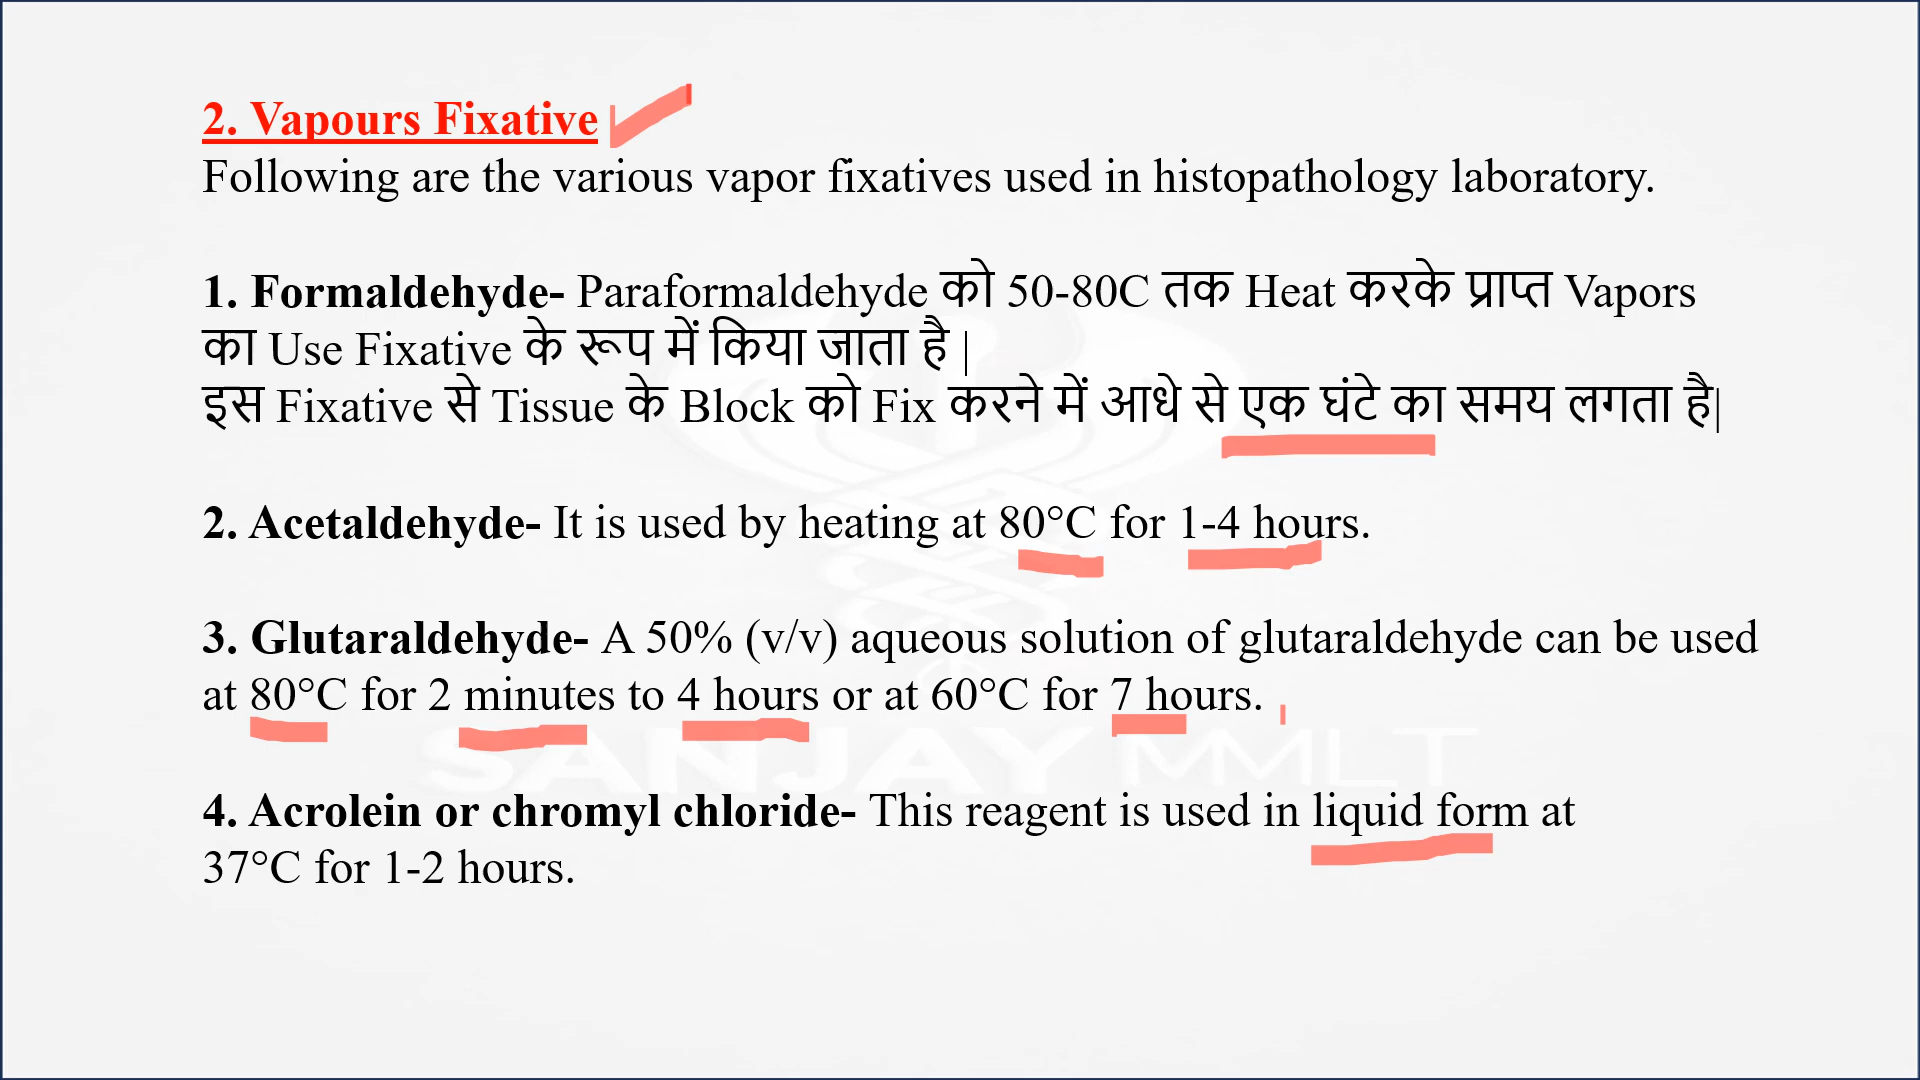 2. Vapours Fixative
Following are the various vapor fixatives used in histopathology laboratory.
1. Formaldehyde- Paraformaldehyde को 50-80C तक Heat करके प्राप्त Vapors
का Use Fixative के रूप में किया जाता है |
इस Fixative से Tissue के Block को Fix करने में आधे से एक घंटे का समय लगता है|
2. Acetaldehyde- It is used by heating at 80°C for 1-4 hours.
3. Glutaraldehyde- A 50% (v/v) aqueous solution of glutaraldehyde can be used
at 80°C for 2 minutes to 4 hours or at 60°C for 7 hours.
SANJAY MMLT
4. Acrolein or chromyl chloride- This reagent is used in liquid form at
37°C for 1-2 hours.